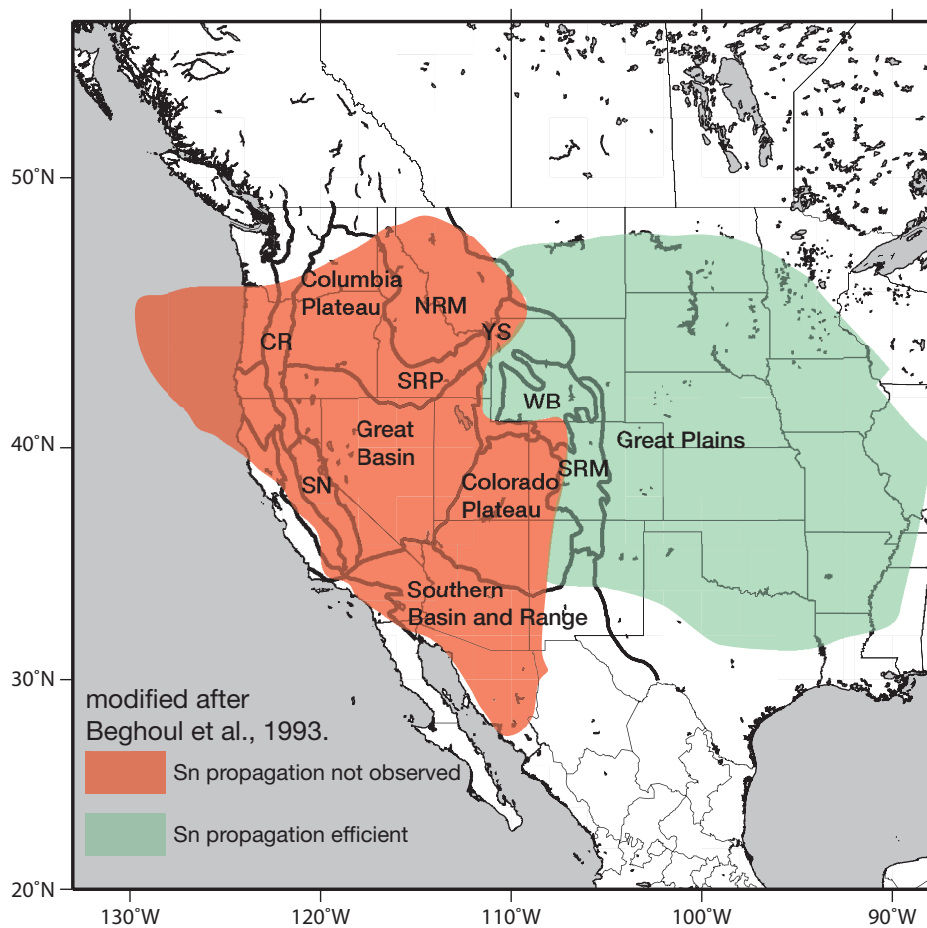 50°N
40°N
30°N
20°N
Columbia
Plateau
NRM
CR
YS
SRP
WB
Great
Basin
Great Plains
SRM
SN
Colorado
Plateau
Southern
Basin and Range
modified after
Beghoul et al., 1993.
Sn propagation not observed
Sn propagation efficient
130°W
120°W
110°W
100°W
90°W